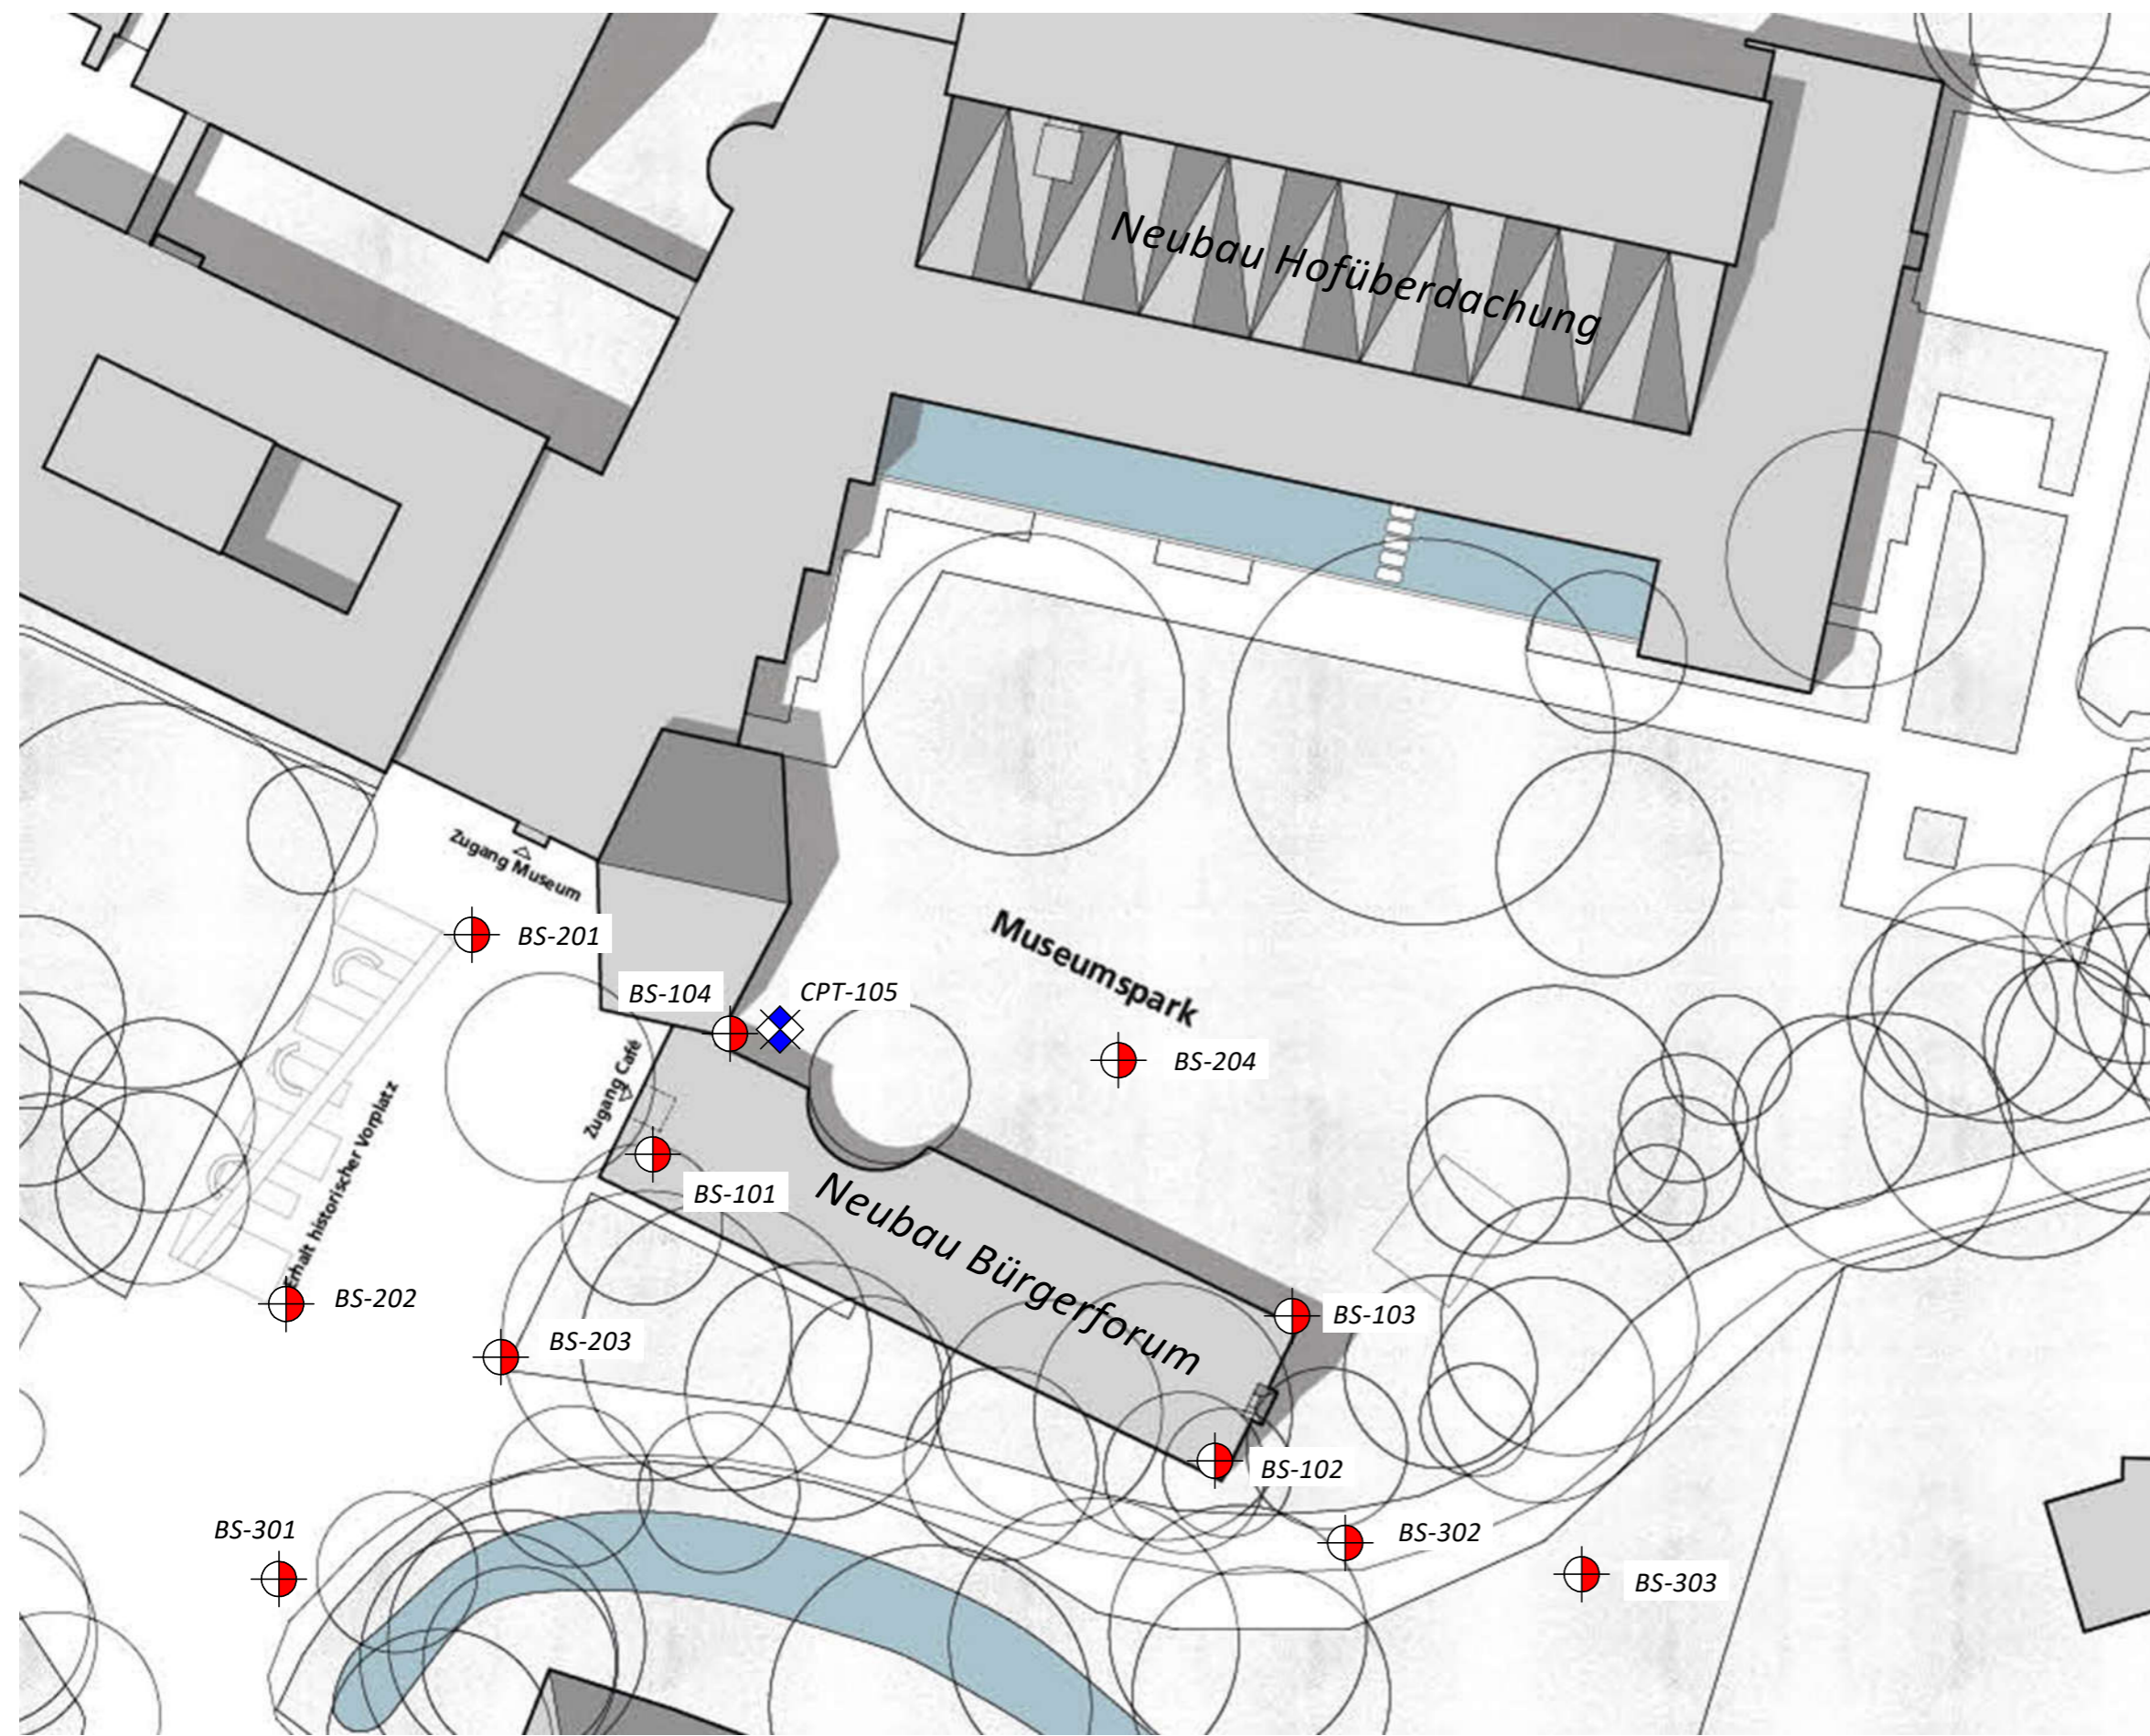 Neubau Hofüberdachung
Zugang Museum
Museumspark
BS-201
BS-104
CPT-105
BS-204
Zugang Café
Erhalt historischer Vorplatz
BS-101
Neubau Bürgerforum
BS-202
BS-203
BS-103
BS-102
BS-301
BS-302
BS-303